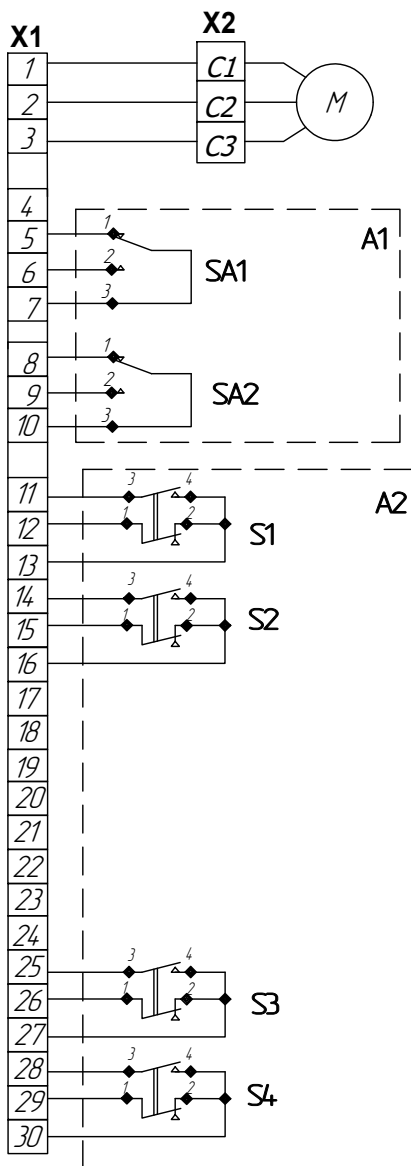 X1 X2
1 C1
2 C2 M
3 C3
4
5 1 A1
6 2 SA1
7 3
8 1
9 2 SA2
10 3
11 3 4 A2
12 1 2 S1
13
14 3 4
15 1 2 S2
16
17
18
19
20
21
22
23
24
25 3 4
26 1 2 S3
27
28 3 4
29 1 2 S4
30